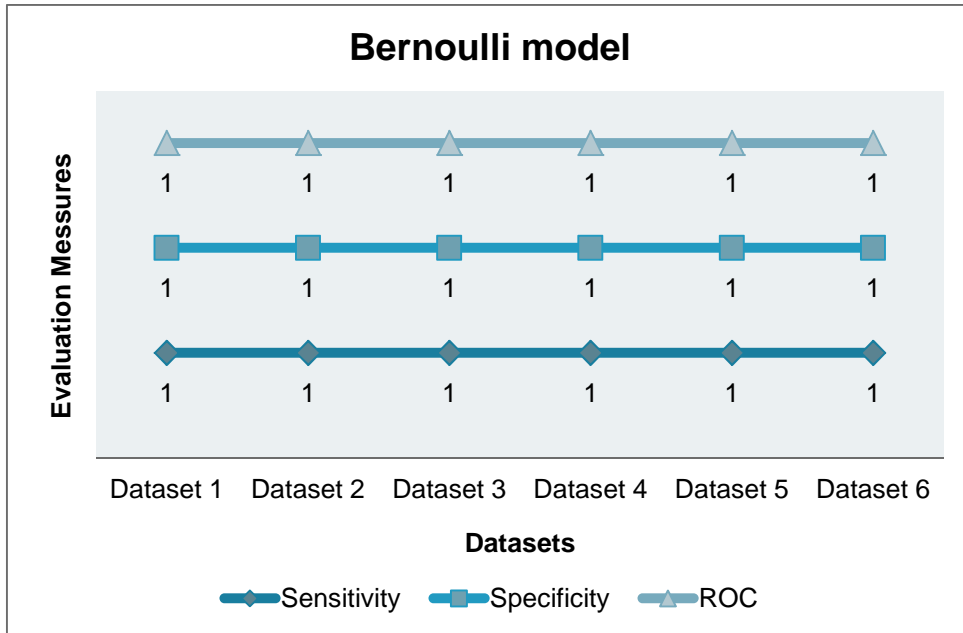 Bernoulli model
Evaluation Messures
1 1 1 1 1 1
1 1 1 1 1 1
1 1 1 1 1 1
Dataset 1 Dataset 2 Dataset 3 Dataset 4 Dataset 5 Dataset 6
Datasets
Sensitivity Specificity ROC